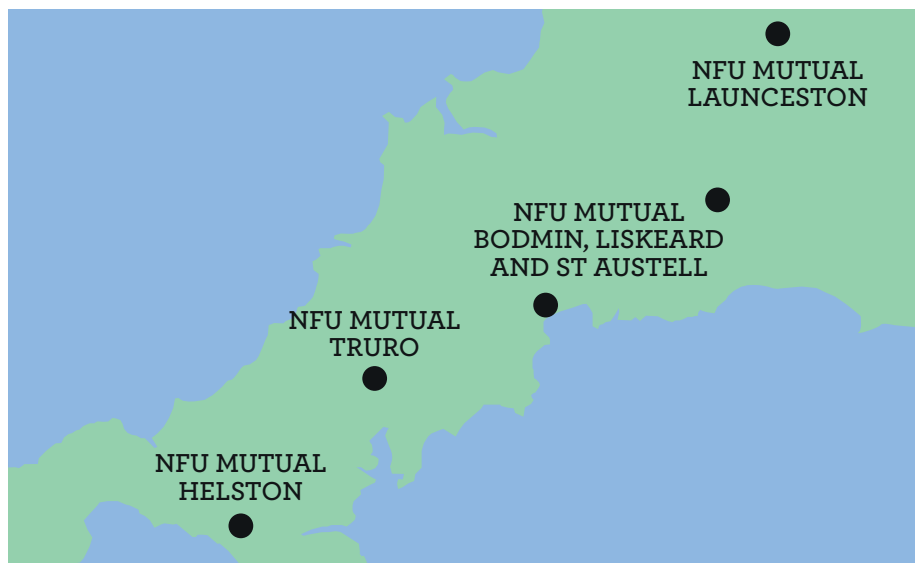 NFU MUTUAL
LAUNCESTON
NFU MUTUAL
BODMIN, LISKEARD
AND ST AUSTELL
NFU MUTUAL
TRURO
NFU MUTUAL
HELSTON